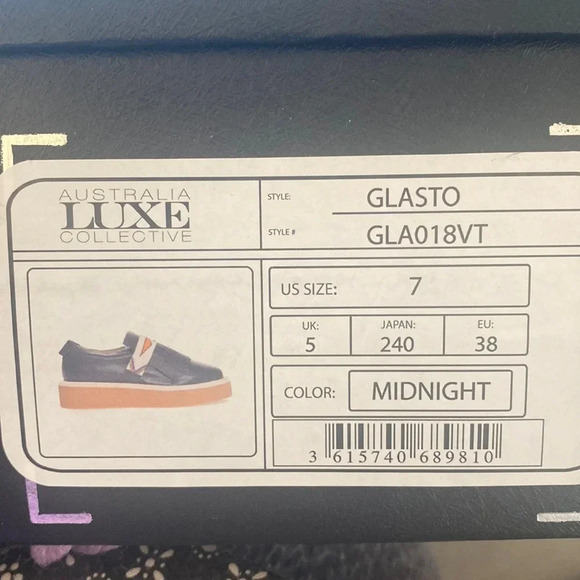 AUSTRALIA
LUXE
COLLECTIVE
STYLE: GLASTO
STYLE # GLA018VT
US SIZE: 7
UK: JAPAN: EU:
5 240 38
COLOR: MIDNIGHT
3 615740 689810